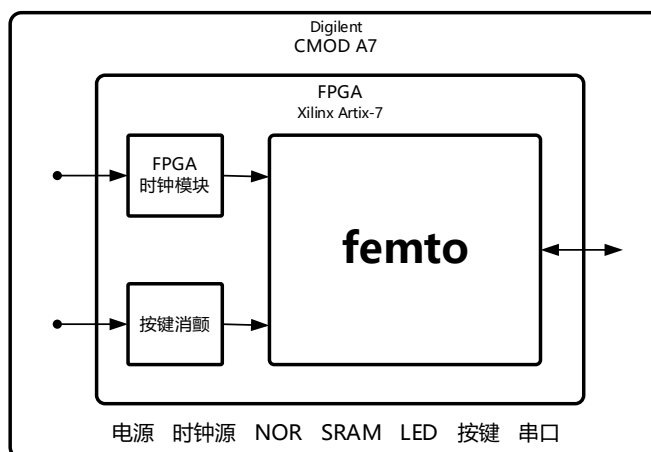 Digilent
CMOD A7
FPGA
Xilinx Artix-7
FPGA
时钟模块
femto
按键消颤
电源 时钟源 NOR SRAM LED 按键 串口